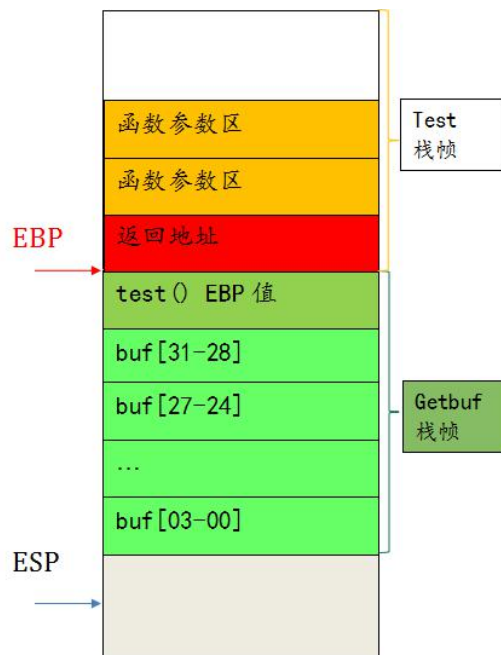 函数参数区
Test
栈帧
函数参数区
EBP
返回地址
test() EBP 值
buf[31-28]
buf[27-24]
Getbuf
栈帧
…
buf[03-00]
ESP